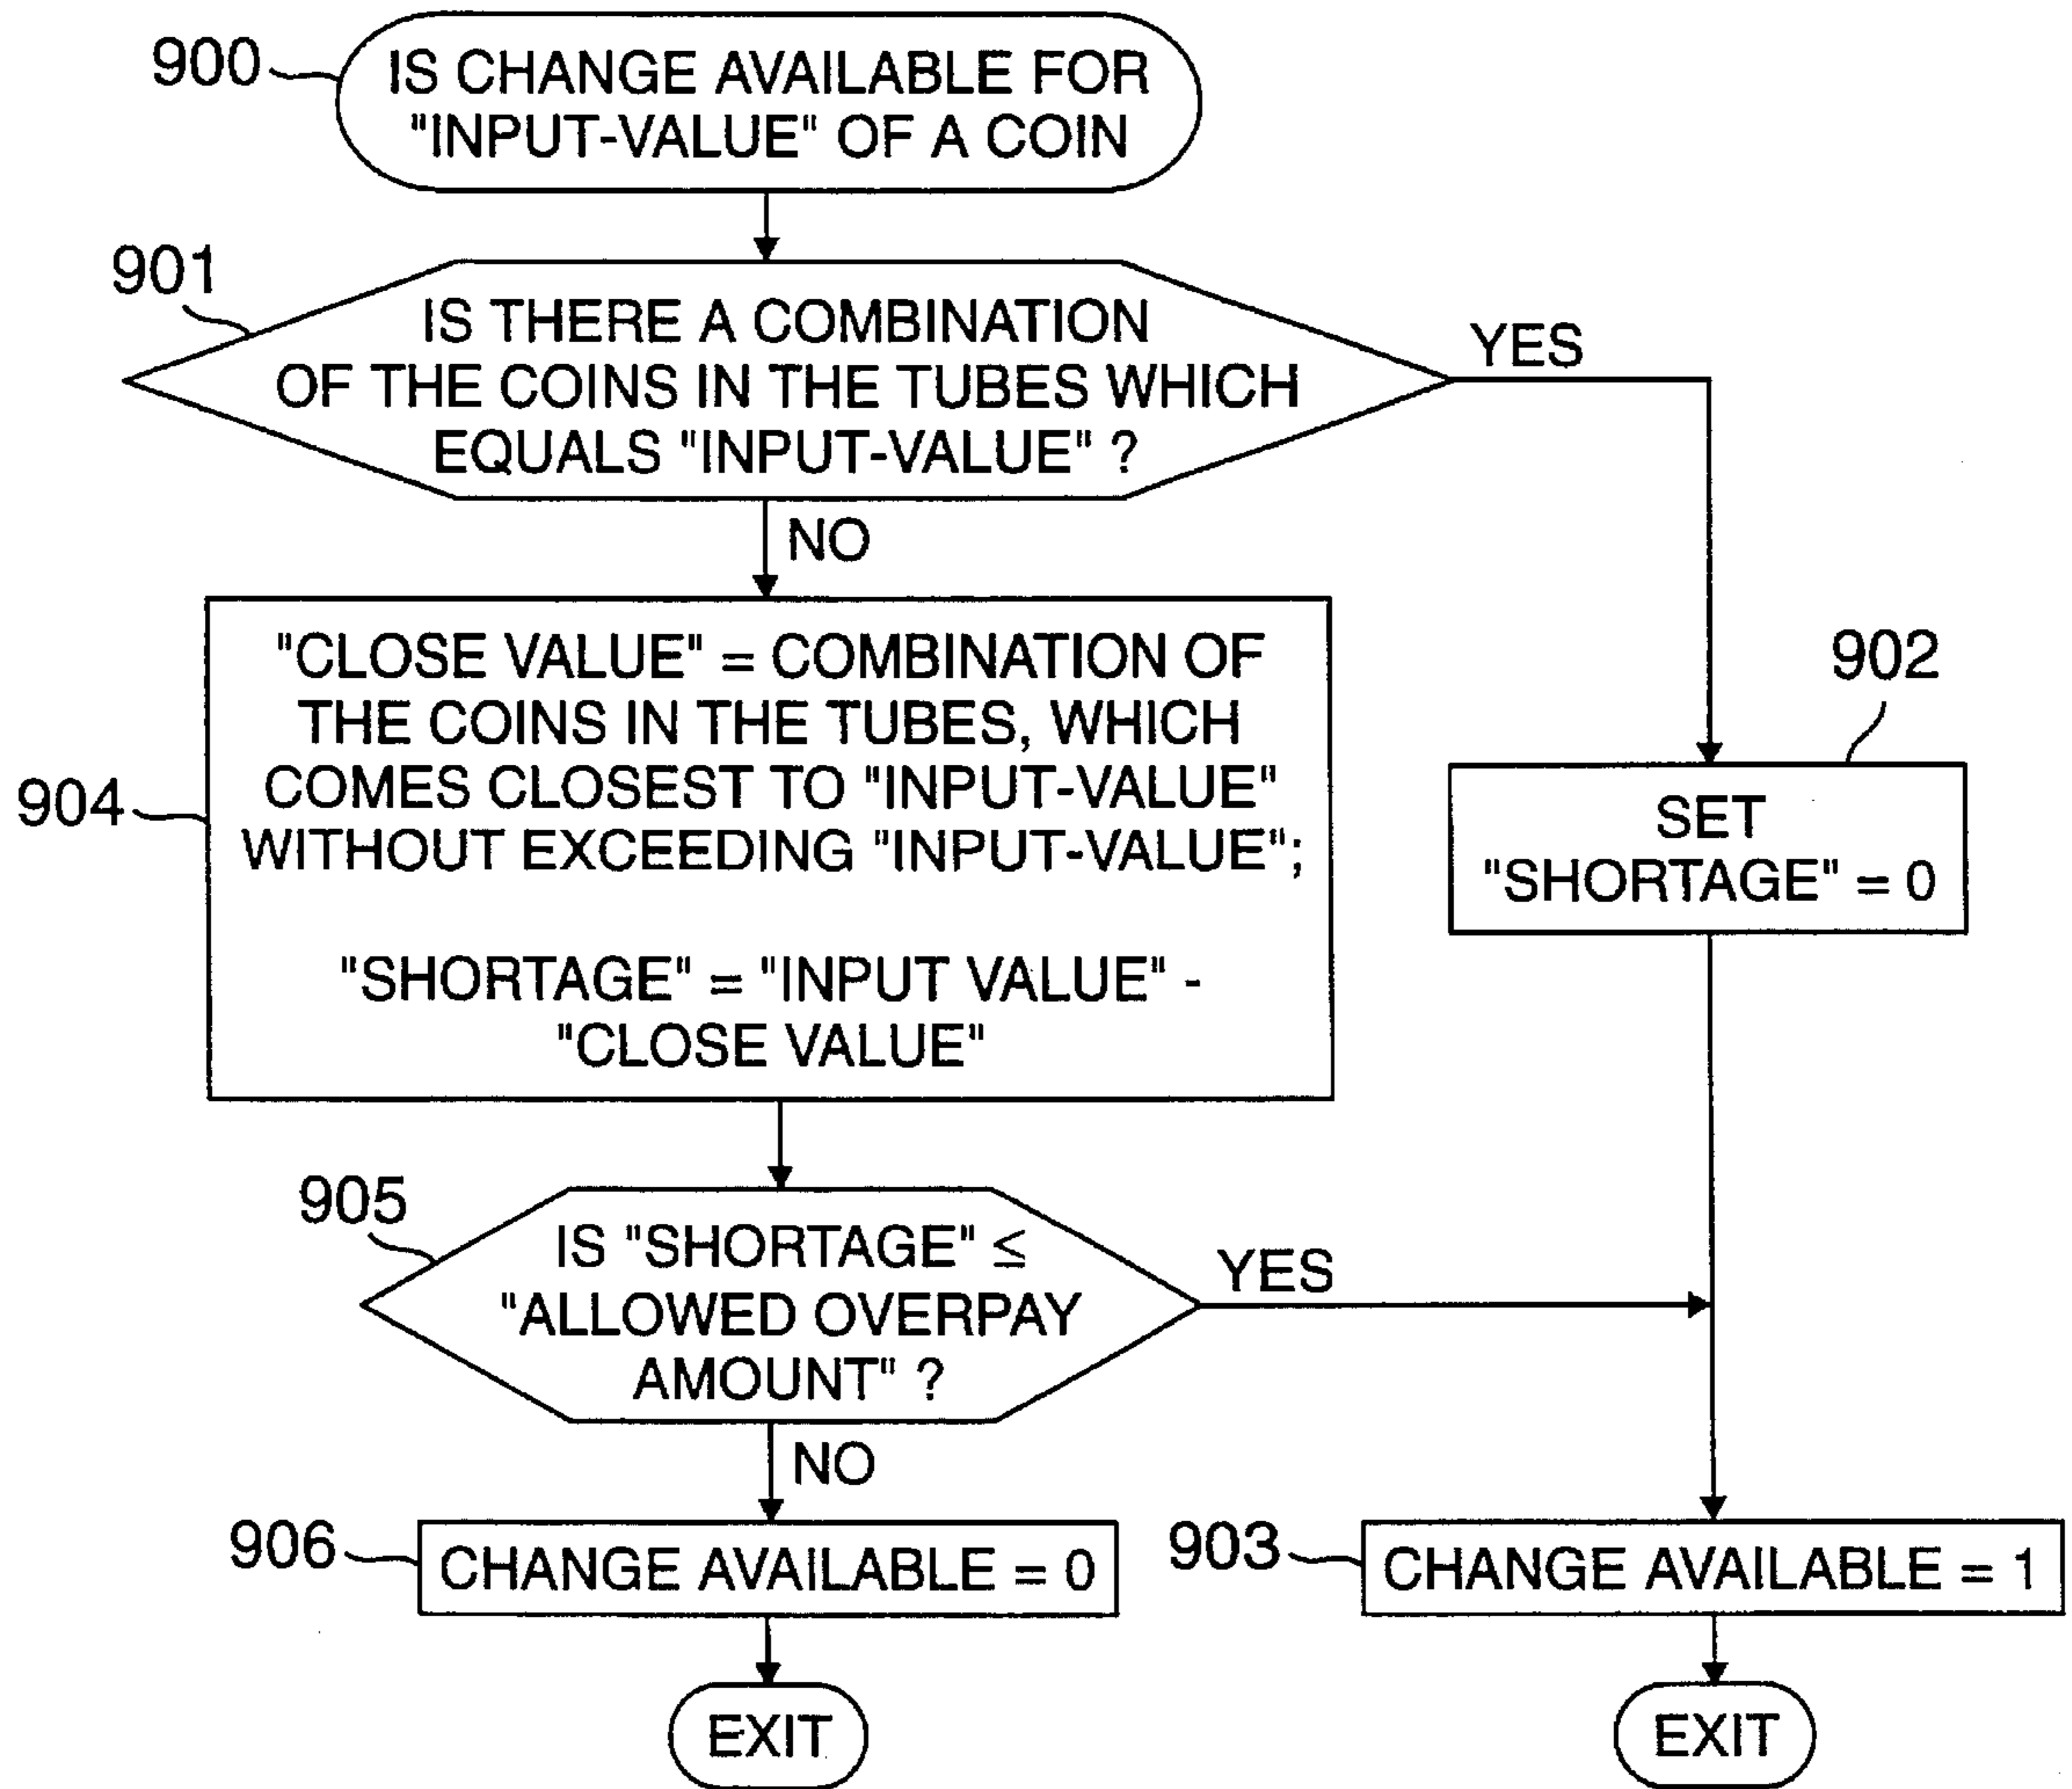 900
IS CHANGE AVAILABLE FOR
"INPUT-VALUE" OF A COIN
901
IS THERE A COMBINATION
OF THE COINS IN THE TUBES WHICH
EQUALS "INPUT-VALUE" ?
YES
NO
904
"CLOSE VALUE" = COMBINATION OF
THE COINS IN THE TUBES, WHICH
COMES CLOSEST TO "INPUT-VALUE"
WITHOUT EXCEEDING "INPUT-VALUE";
"SHORTAGE" = "INPUT VALUE" -
"CLOSE VALUE"
902
SET
"SHORTAGE" = 0
905
IS "SHORTAGE" ≤
"ALLOWED OVERPAY
AMOUNT" ?
YES
NO
906
CHANGE AVAILABLE = 0
903
CHANGE AVAILABLE = 1
EXIT
EXIT